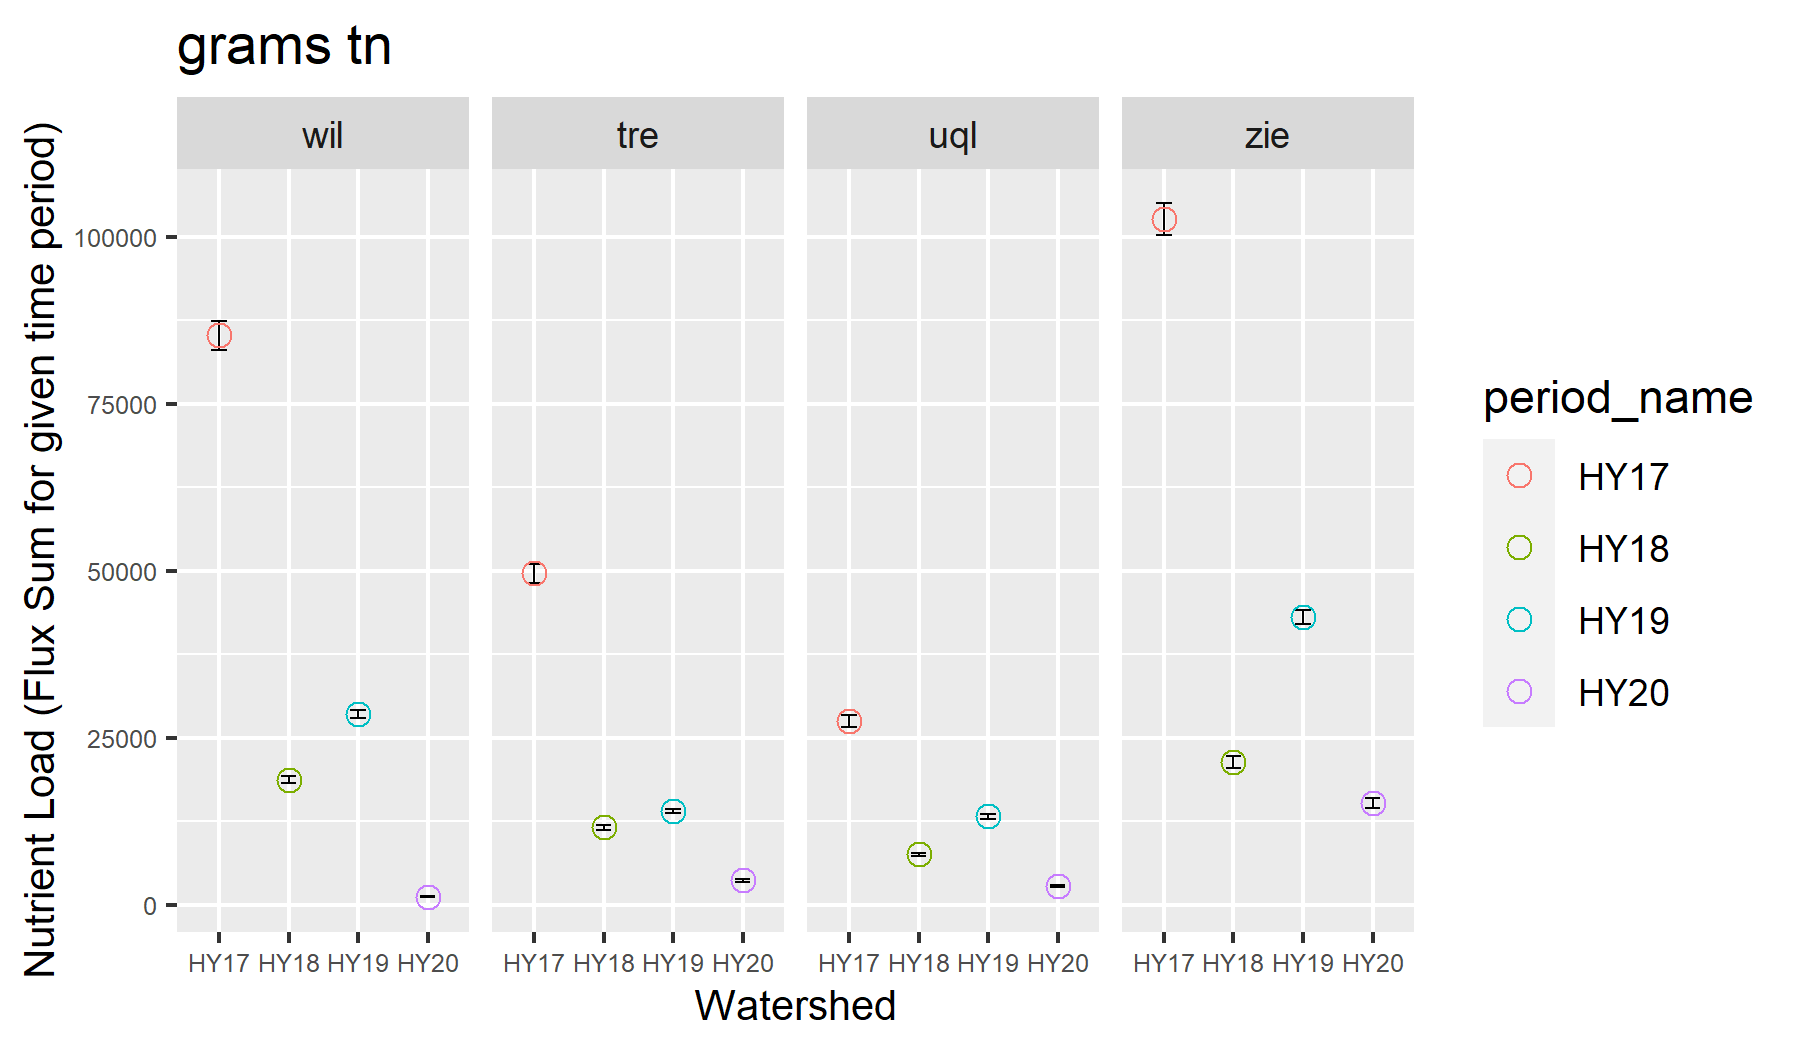 grams tn
wil tre uql zie
Nutrient Load (Flux Sum for given time period)
100000
75000
50000
25000
0
HY17 HY18 HY19 HY20 HY17 HY18 HY19 HY20 HY17 HY18 HY19 HY20 HY17 HY18 HY19 HY20
Watershed
period_name
HY17
HY18
HY19
HY20